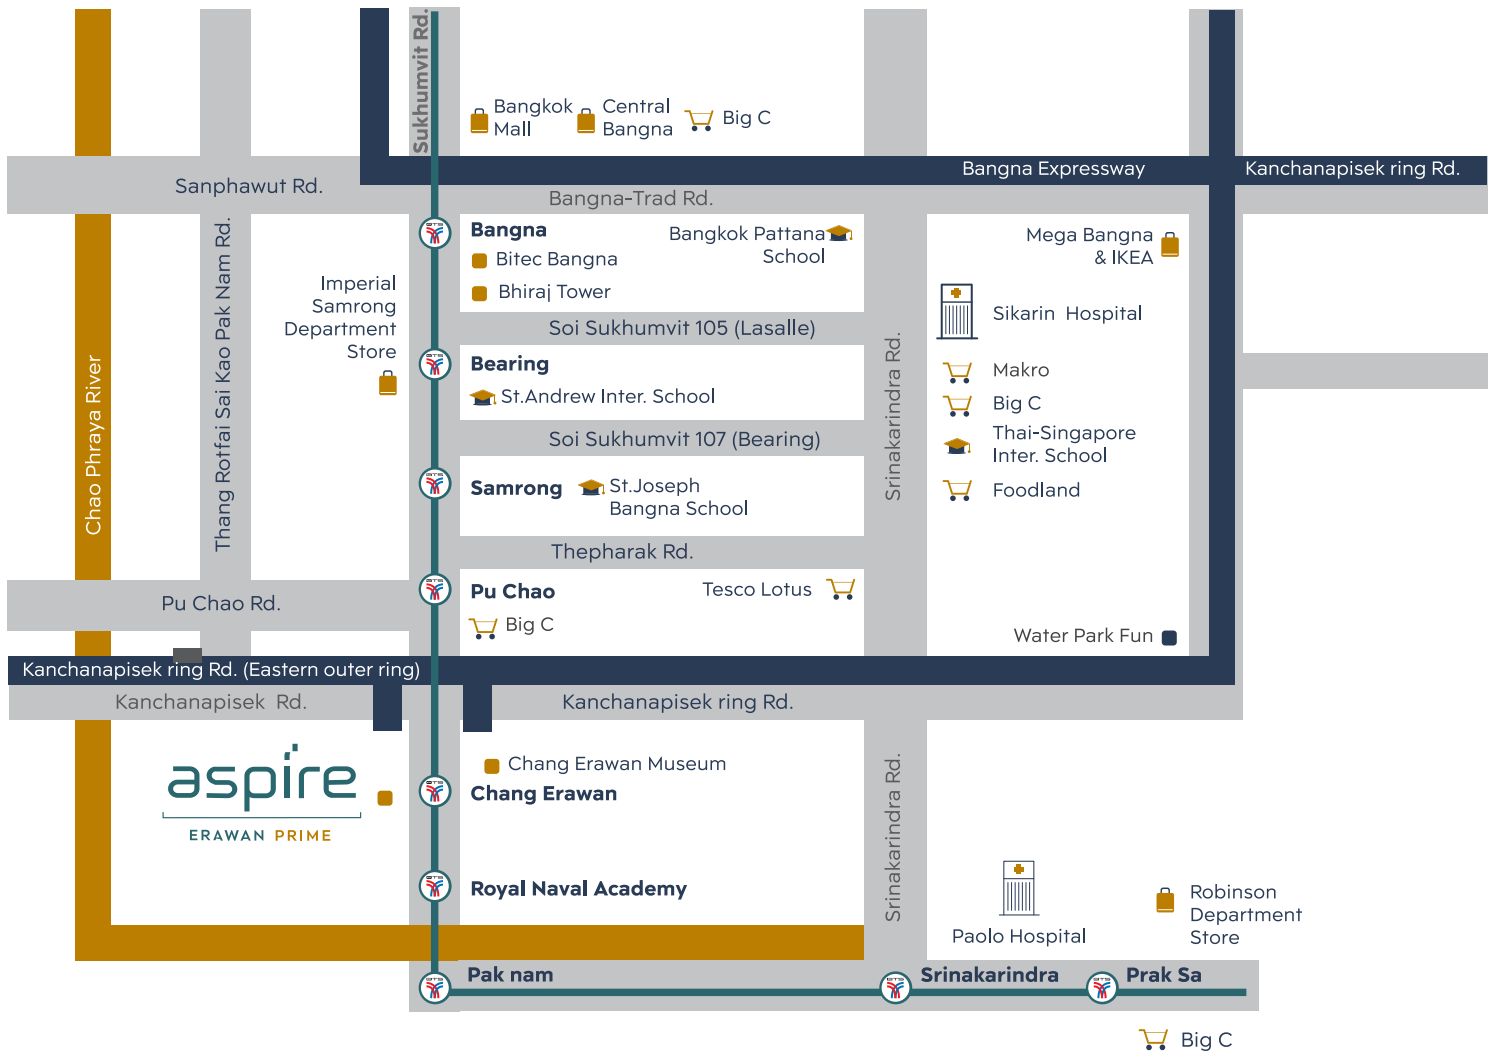 Sukhumvit Rd.
Bangkok
Mall
Central
Bangna
Big C
Bangna Expressway
Kanchanapisek ring Rd.
Sanphawut Rd.
Bangna-Trad Rd.
Bangna
Bitec Bangna
Bhiraj Tower
Bangkok Pattana
School
Mega Bangna
& IKEA
Imperial
Samrong
Department
Store
Sikarin Hospital
Soi Sukhumvit 105 (Lasalle)
Bearing
St.Andrew Inter. School
Makro
Big C
Thai-Singapore
Inter. School
Foodland
Chao Phraya River
Thang Rotfai Sai Kao Pak Nam Rd.
Srinakarindra Rd.
Soi Sukhumvit 107 (Bearing)
Samrong
St.Joseph
Bangna School
Thepharak Rd.
Pu Chao
Tesco Lotus
Big C
Pu Chao Rd.
Water Park Fun
Kanchanapisek ring Rd. (Eastern outer ring)
Kanchanapisek Rd.
Kanchanapisek ring Rd.
aspire
ERAWAN PRIME
Chang Erawan Museum
Chang Erawan
Srinakarindra Rd.
Royal Naval Academy
Paolo Hospital
Robinson
Department
Store
Pak nam
Srinakarindra
Prak Sa
Big C